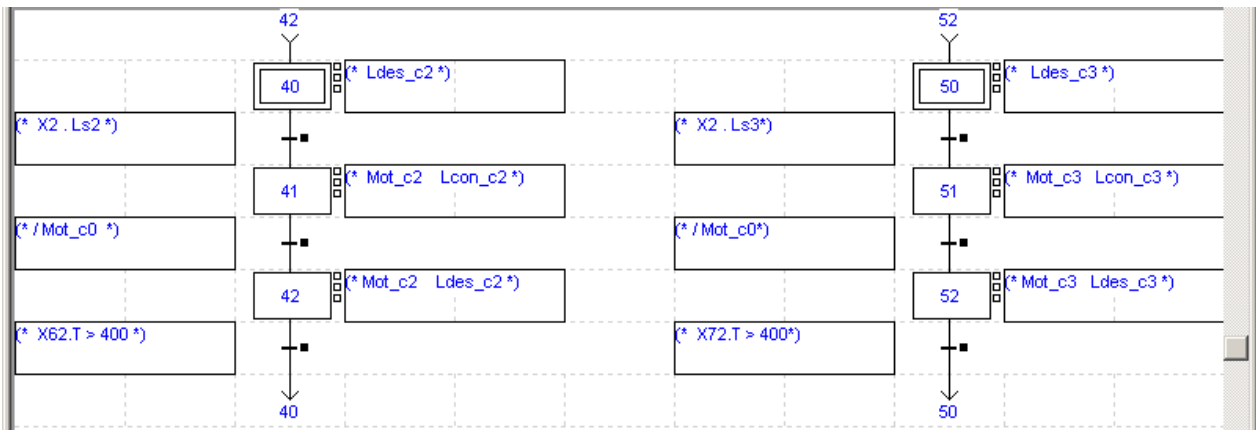 42
52
40
(* Ldes_c2 *)
50
(* Ldes_c3 *)
(* X2 . Ls2 *)
(* X2 . Ls3*)
41
(* Mot_c2 Lcon_c2 *)
51
(* Mot_c3 Lcon_c3 *)
(* / Mot_c0 *)
(* / Mot_c0*)
42
(* Mot_c2 Ldes_c2 *)
52
(* Mot_c3 Ldes_c3 *)
(* X62.T > 400 *)
(* X72.T > 400*)
40
50